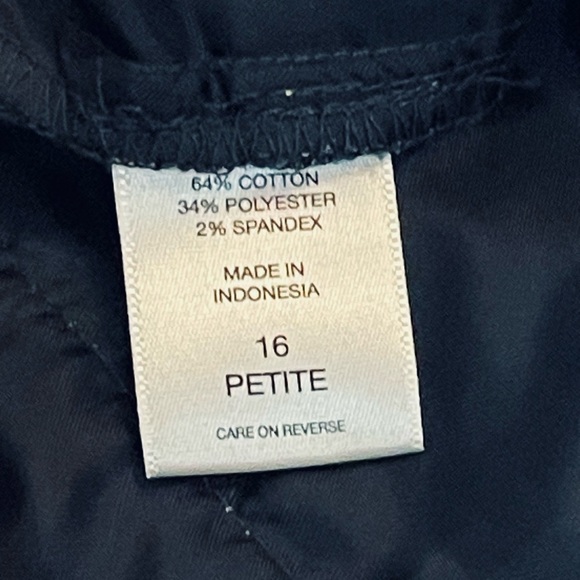 64% COTTON
34% POLYESTER
2% SPANDEX
MADE IN
INDONESIA
16
PETITE
CARE ON REVERSE